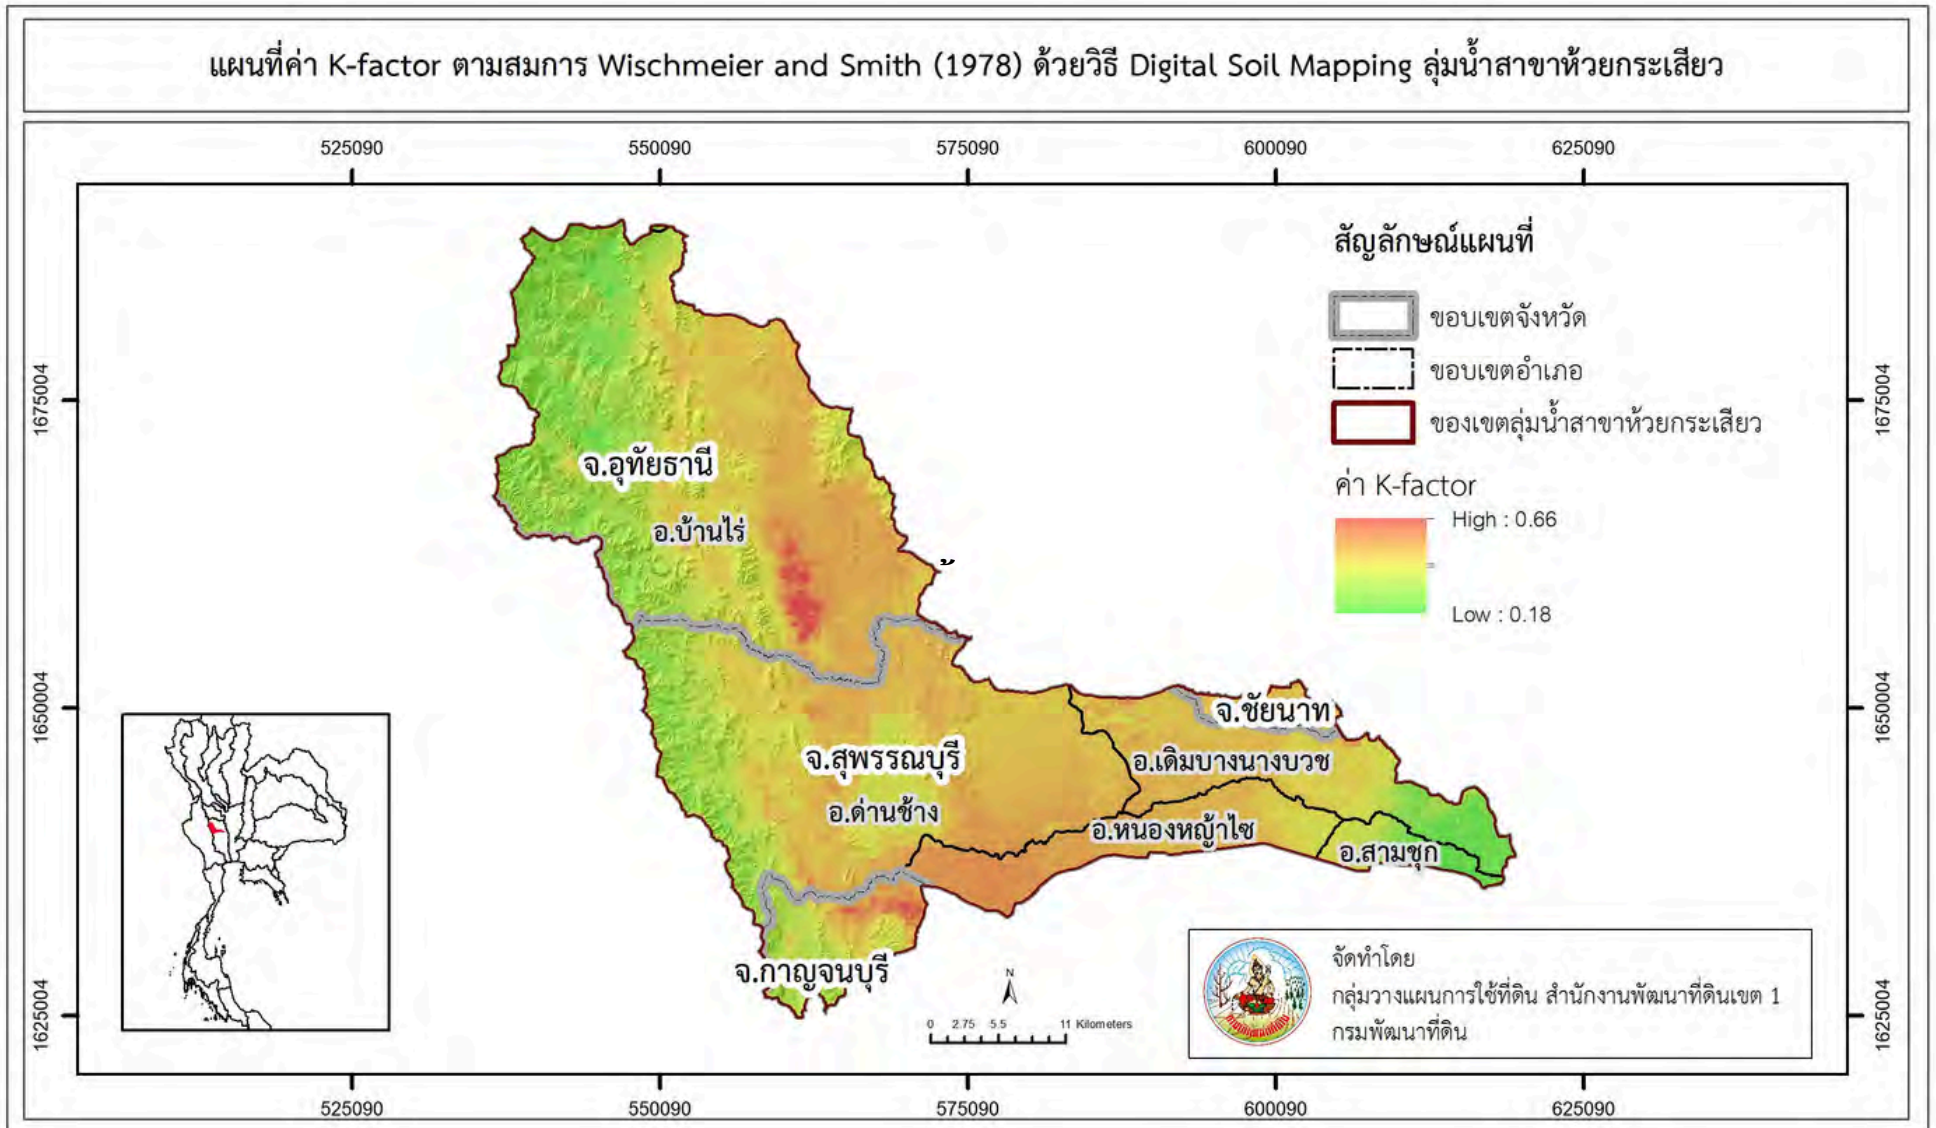 แผนที่ค่า K-factor ตามสมการ Wischmeier and Smith (1978) ด้วยวิธี Digital Soil Mapping ลุ่มน้ำสาขาห้วยกระเสียว
525090 550090 575090 600090 625090
สัญลักษณ์แผนที่
ขอบเขตจังหวัด
ขอบเขตอำเภอ
ของเขตลุ่มน้ำสาขาห้วยกระเสียว
ค่า K-factor
High : 0.66
Low : 0.18
1675004 1675004
จ.อุทัยธานี
อ.บ้านไร่
1650004 1650004
จ.ชัยนาท
จ.สุพรรณบุรี
อ.เดิมบางนางบวช
อ.ด่านช้าง
อ.หนองหญ้าไซ
อ.สามชุก
จ.กาญจนบุรี
N
0 2.75 5.5 11 Kilometers
จัดทำโดย
กลุ่มวางแผนการใช้ที่ดิน สำนักงานพัฒนาที่ดินเขต 1
กรมพัฒนาที่ดิน
กรมพัฒนาที่ดิน
1625004 1625004
525090 550090 575090 600090 625090